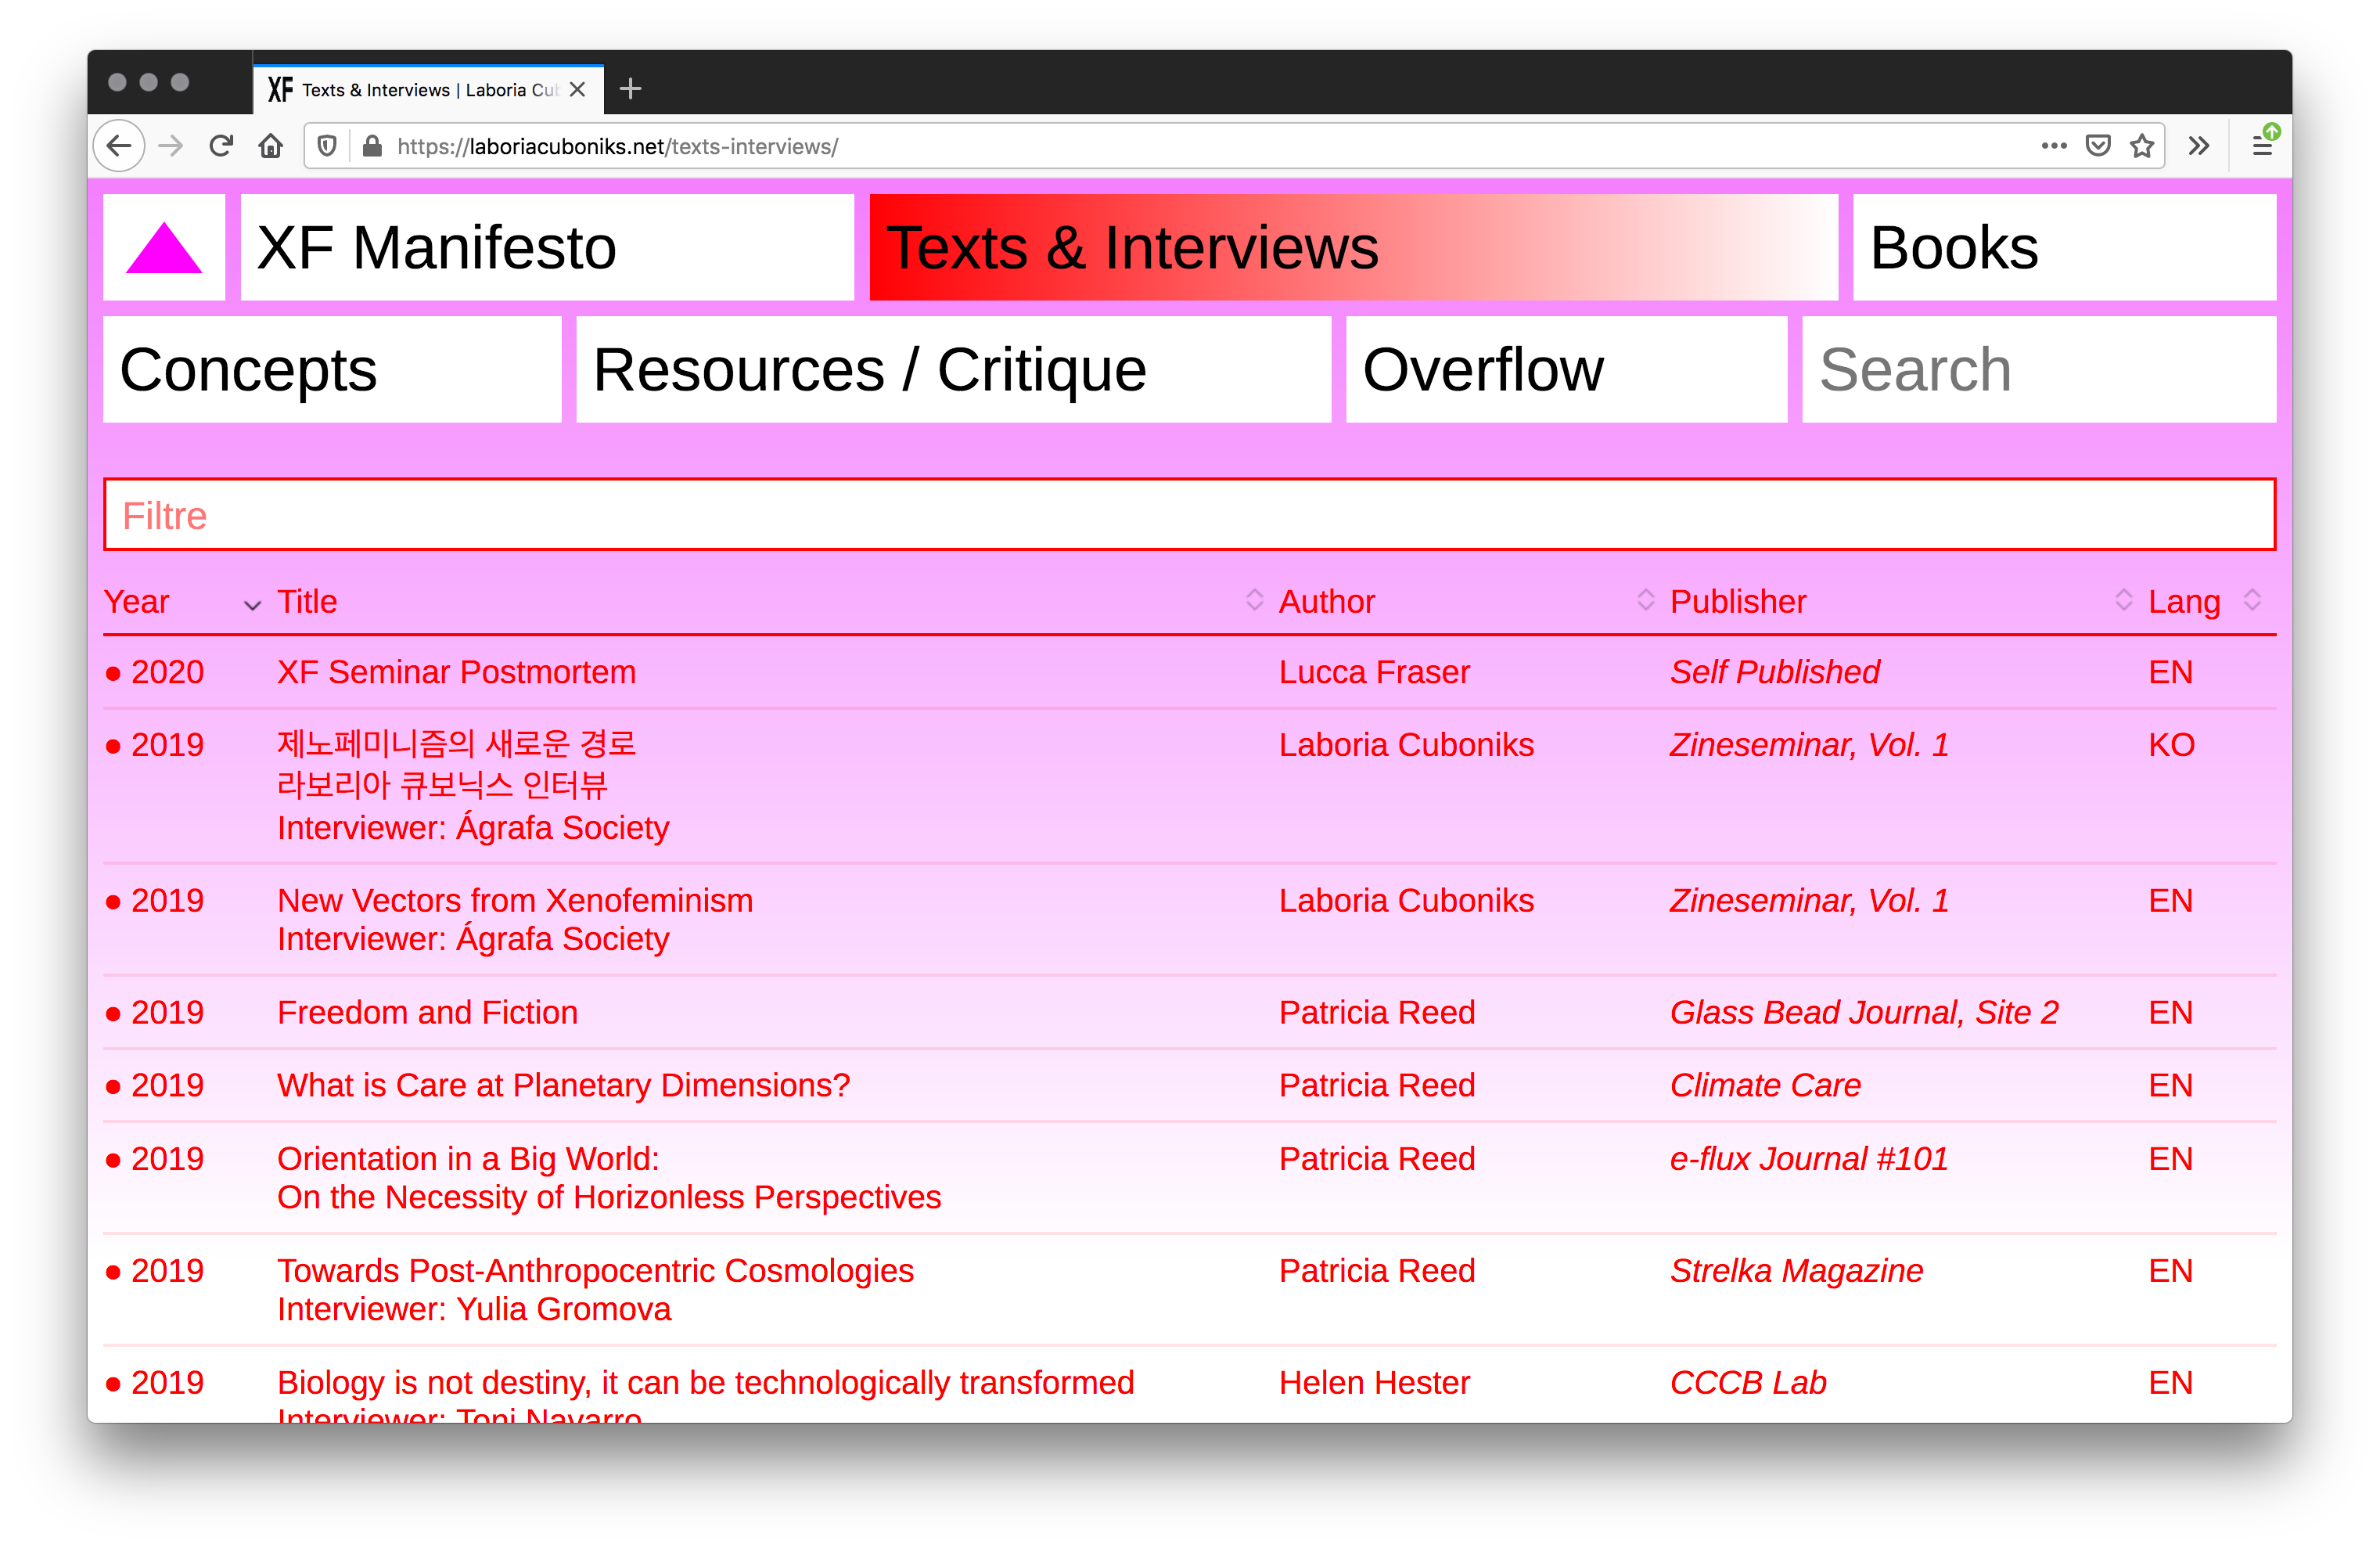 XF Texts & Interviews | Laboria Cub
https://laboriacuboniks.net/texts-interviews/
XF Manifesto Texts & Interviews Books
Concepts Resources / Critique Overflow Search
Filtre
Year Title Author Publisher Lang
2020 XF Seminar Postmortem Lucca Fraser Self Published EN
2019 제노페미니즘의 새로운 경로 Laboria Cuboniks Zineseminar, Vol. 1 KO
라보리아 큐보닉스 인터뷰
Interviewer: Ágrafa Society
2019 New Vectors from Xenofeminism Laboria Cuboniks Zineseminar, Vol. 1 EN
Interviewer: Ágrafa Society
2019 Freedom and Fiction Patricia Reed Glass Bead Journal, Site 2 EN
2019 What is Care at Planetary Dimensions? Patricia Reed Climate Care EN
2019 Orientation in a Big World: Patricia Reed e-flux Journal #101 EN
On the Necessity of Horizonless Perspectives
2019 Towards Post-Anthropocentric Cosmologies Patricia Reed Strelka Magazine EN
Interviewer: Yulia Gromova
2019 Biology is not destiny, it can be technologically transformed Helen Hester CCCB Lab EN
Interviewer: Toni Navarro